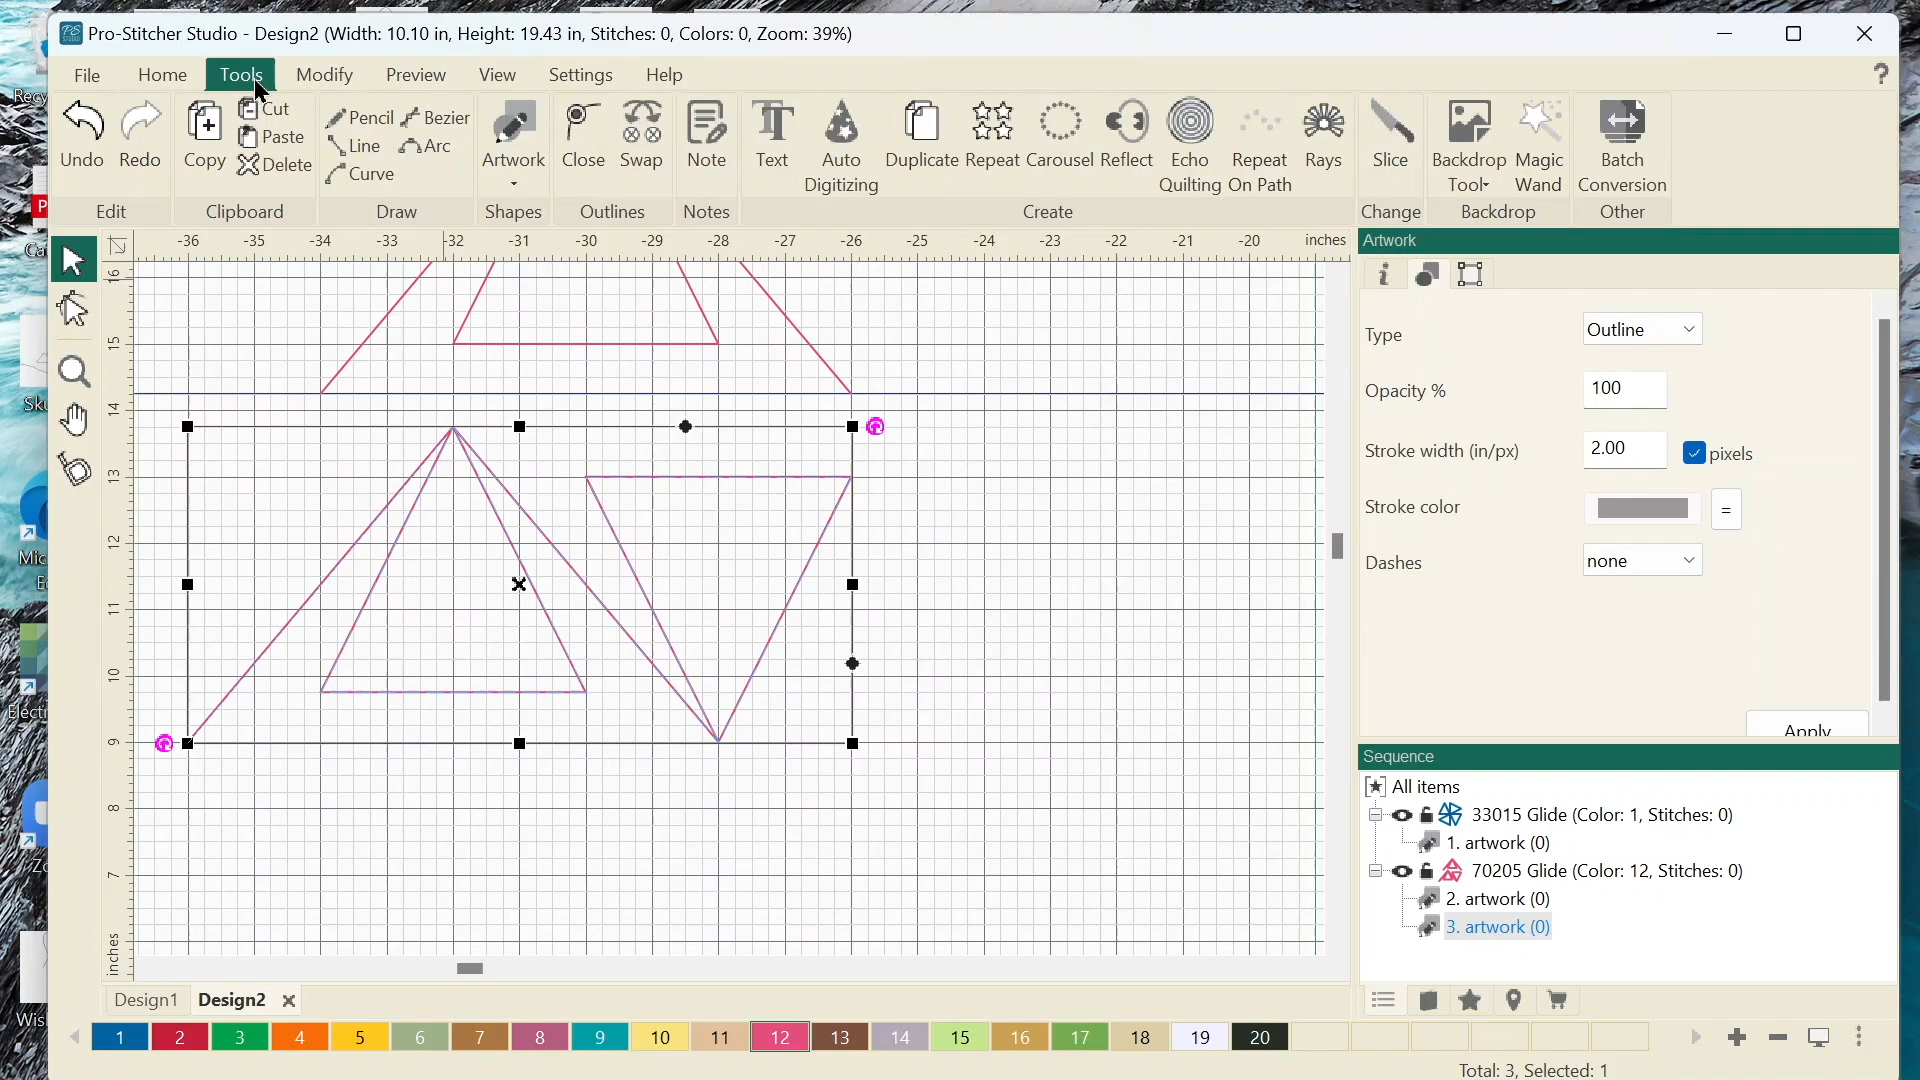 Pro-Stitcher Studio - Design2 (Width: 10.10 in, Height: 19.43 in, Stitches: 0, Colors: 0, Zoom: 39%)
File Home Tools Modify Preview View Settings Help ?
Undo Redo Copy Cut Paste Delete
Pencil Bezier
Line Arc
Curve
Artwork Close Swap Note Text Auto Digitizing Duplicate Repeat Carousel Reflect Echo Quilting Repeat On Path Rays Slice Backdrop Tool Magic Wand Batch Conversion
Edit Clipboard Draw Shapes Outlines Notes Create Change Backdrop Other
-36 -35 -34 -33 -32 -31 -30 -29 -28 -27 -26 -25 -24 -23 -22 -21 -20 inches
16
15
14
13
12
11
10
9
8
7
inches
Artwork
Type Outline
Opacity % 100
Stroke width (in/px) 2.00 pixels
Stroke color =
Dashes none
Apply
Sequence
All items
33015 Glide (Color: 1, Stitches: 0)
1. artwork (0)
70205 Glide (Color: 12, Stitches: 0)
2. artwork (0)
3. artwork (0)
Design1 Design2
1 2 3 4 5 6 7 8 9 10 11 12 13 14 15 16 17 18 19 20
Total: 3, Selected: 1